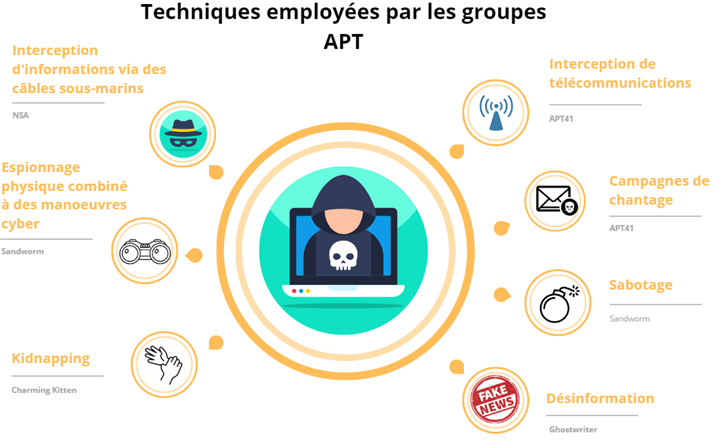 Techniques employées par les groupes
APT
Interception
d'informations via des
câbles sous-marins
NSA
Espionnage
physique combiné
à des manoeuvres
cyber
Sandworm
Kidnapping
Charming Kitten
Interception de
télécommunications
APT41
Campagnes de
chantage
APT41
Sabotage
Sandworm
FAKE
NEWS
Désinformation
Ghostwriter